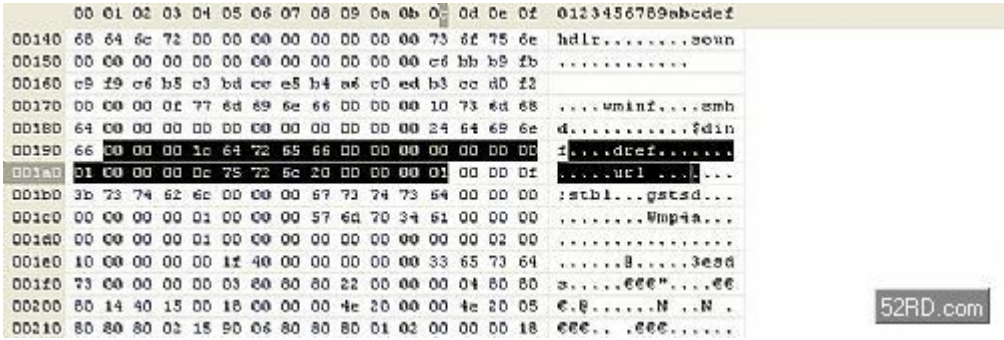 00 01 02 03 04 05 06 07 08 09 0a 0b 0c 0d 0e 0f 0123456789abcdef
00140 68 64 6c 72 00 00 00 00 00 00 00 00 73 6f 75 6e hdlr........soun
00150 00 00 00 00 00 00 00 00 00 00 00 00 c6 bb b9 fb .............
00160 c9 f9 c6 b5 c3 bd cc e5 b4 a6 c0 ed b3 cc d0 f2
00170 00 00 00 0f 77 6d 69 6e 66 00 00 00 10 73 6d 68 ....wminf....smh
00180 64 00 00 00 00 00 00 00 00 00 00 00 24 64 69 6e d...........$din
00190 66 00 00 00 1c 64 72 65 66 00 00 00 00 00 00 00 f....dref.......
001a0 01 00 00 00 0c 75 72 6c 20 00 00 00 01 00 00 0f .....url .......
001b0 3b 73 74 62 6c 00 00 00 67 73 74 73 64 00 00 00 ;stbl...gstsd...
001c0 00 00 00 00 01 00 00 00 57 6d 70 34 61 00 00 00 ........Wmp4a...
001d0 00 00 00 00 01 00 00 00 00 00 00 00 00 00 02 00 ................
001e0 10 00 00 00 00 1f 40 00 00 00 00 00 33 65 73 64 ......@.....3esd
001f0 73 00 00 00 00 03 80 80 80 22 00 00 00 04 80 80 s.....€€€"....€€
00200 80 14 40 15 00 18 00 00 00 4e 20 00 00 4e 20 05 €.@......N ..N .
00210 80 80 80 02 15 90 06 80 80 80 01 02 00 00 00 18 €€€.. .€€€......
52RD.com